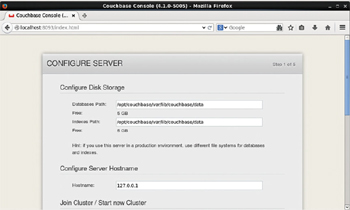 Couchbase Console (4.1.0-5005) - Mozilla Firefox
Couchbase Console (...
localhost:8091/index.html
Google
CONFIGURE SERVER
Step 1 of 5
Configure Disk Storage
Databases Path: /opt/couchbase/var/lib/couchbase/data
Free: 6 GB
Indexes Path: /opt/couchbase/var/lib/couchbase/data
Free: 6 GB
Hint: if you use this server in a production environment, use different file systems for databases
and indexes.
Configure Server Hostname
Hostname: 127.0.0.1
Join Cluster / Start new Cluster